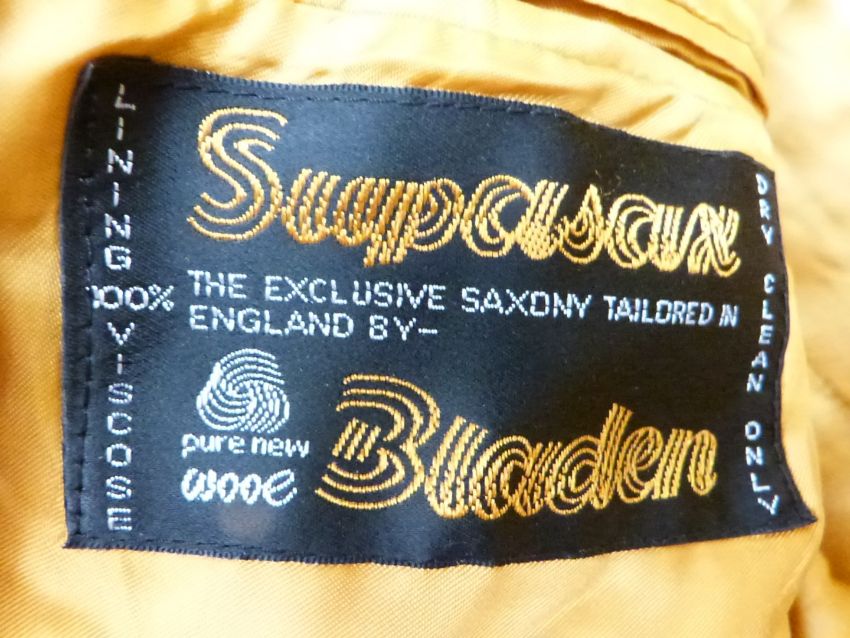 LINING 100% VISCOSE
Supasax
THE EXCLUSIVE SAXONY TAILORED IN
ENGLAND BY-
pure new
wool
Bladen
DRY CLEAN ONLY